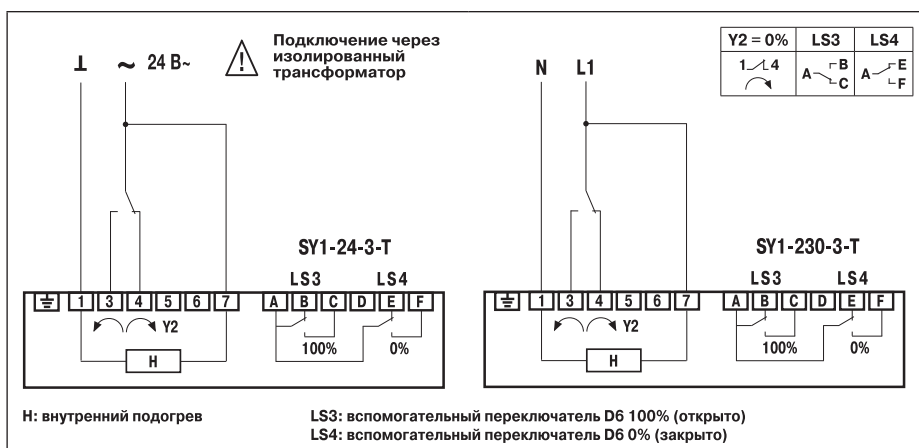 ⊥ ~ 24 В~
Подключение через
изолированный
трансформатор
SY1-24-3-T
LS3 LS4
1 3 4 5 6 7 A B C D E F
Y2
100% 0%
H
N L1
Y2 = 0% LS3 LS4
1 4 A B C A E F
SY1-230-3-T
LS3 LS4
1 3 4 5 6 7 A B C D E F
Y2
100% 0%
H
H: внутренний подогрев
LS3: вспомогательный переключатель D6 100% (открыто)
LS4: вспомогательный переключатель D6 0% (закрыто)